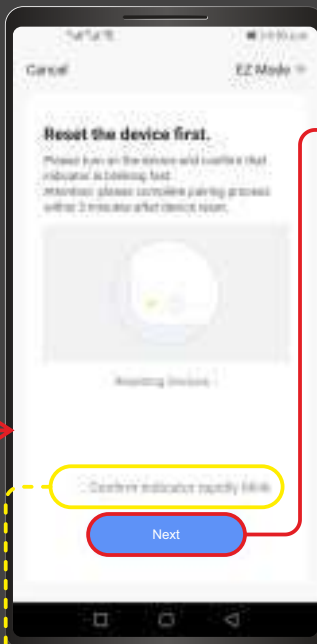 Cancel EZ Mode
Reset the device first.
Please turn on the device and confirm that
indicator is blinking fast.
Attention: please complete pairing process
within 3 minutes after device reset.
Resetting Devices
Confirm indicator rapidly blink
Next